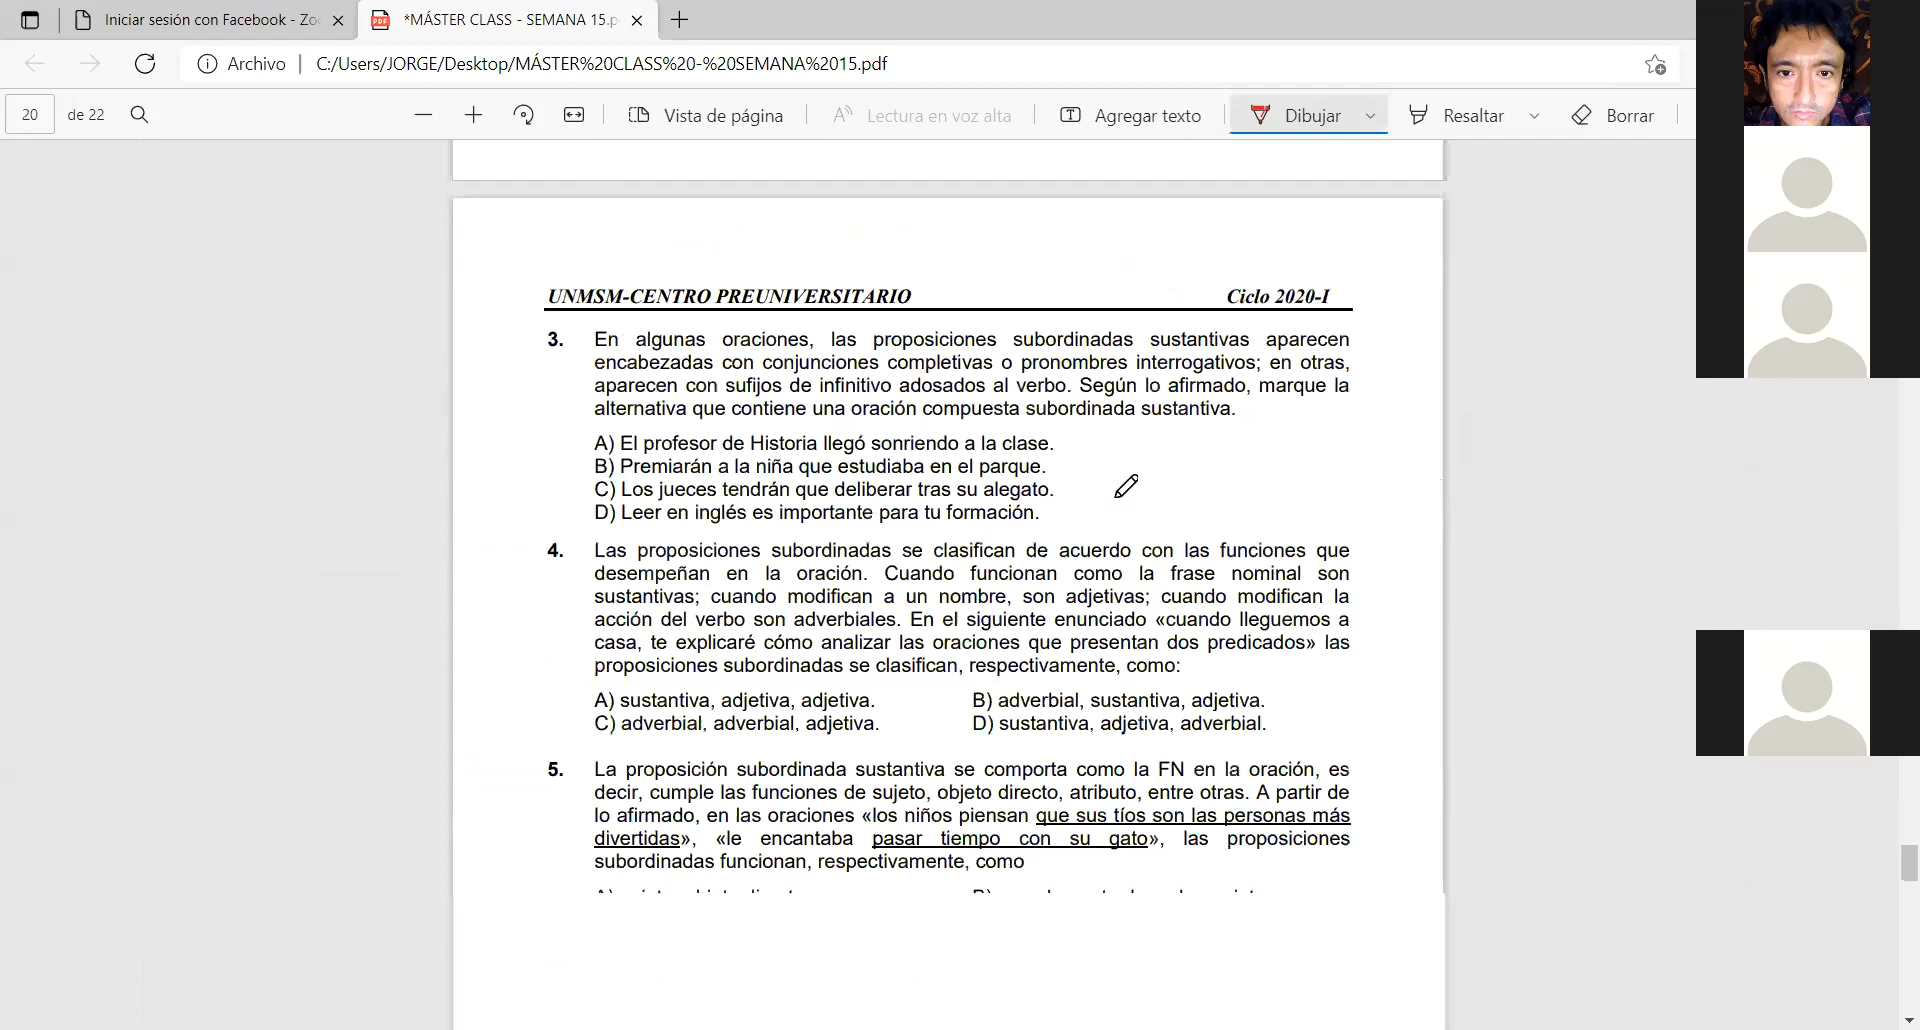 Iniciar sesión con Facebook - Zo
*MÁSTER CLASS - SEMANA 15.p
Archivo | C:/Users/JORGE/Desktop/MÁSTER%20CLASS%20-%20SEMANA%2015.pdf
20 de 22
Vista de página
Lectura en voz alta
Agregar texto
Dibujar
Resaltar
Borrar
UNMSM-CENTRO PREUNIVERSITARIO Ciclo 2020-I
3. En algunas oraciones, las proposiciones subordinadas sustantivas aparecen
encabezadas con conjunciones completivas o pronombres interrogativos; en otras,
aparecen con sufijos de infinitivo adosados al verbo. Según lo afirmado, marque la
alternativa que contiene una oración compuesta subordinada sustantiva.
A) El profesor de Historia llegó sonriendo a la clase.
B) Premiarán a la niña que estudiaba en el parque.
C) Los jueces tendrán que deliberar tras su alegato.
D) Leer en inglés es importante para tu formación.
4. Las proposiciones subordinadas se clasifican de acuerdo con las funciones que
desempeñan en la oración. Cuando funcionan como la frase nominal son
sustantivas; cuando modifican a un nombre, son adjetivas; cuando modifican la
acción del verbo son adverbiales. En el siguiente enunciado «cuando lleguemos a
casa, te explicaré cómo analizar las oraciones que presentan dos predicados» las
proposiciones subordinadas se clasifican, respectivamente, como:
A) sustantiva, adjetiva, adjetiva. B) adverbial, sustantiva, adjetiva.
C) adverbial, adverbial, adjetiva. D) sustantiva, adjetiva, adverbial.
5. La proposición subordinada sustantiva se comporta como la FN en la oración, es
decir, cumple las funciones de sujeto, objeto directo, atributo, entre otras. A partir de
lo afirmado, en las oraciones «los niños piensan que sus tíos son las personas más
divertidas», «le encantaba pasar tiempo con su gato», las proposiciones
subordinadas funcionan, respectivamente, como